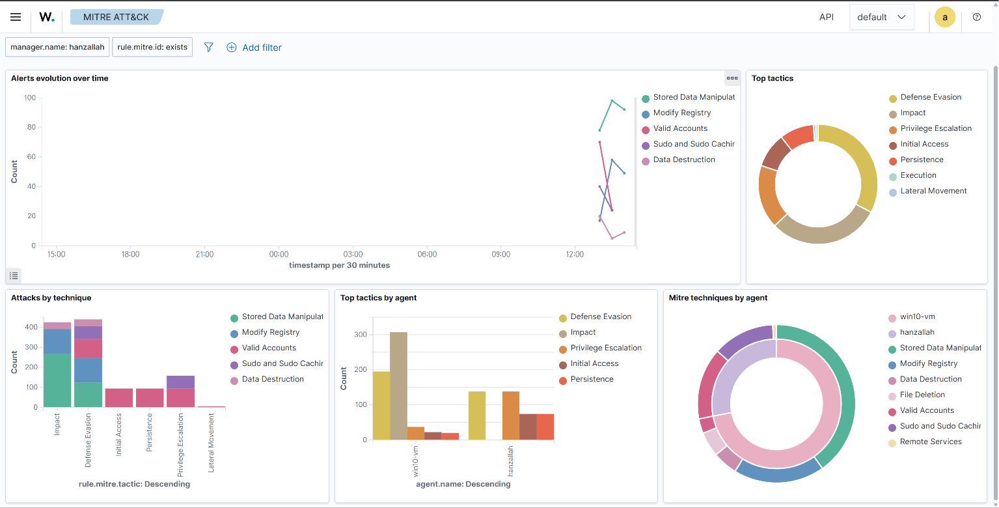 W.
MITRE ATT&CK
API
default
a
manager.name: hanzallah
rule.mitre.id: exists
Add filter
Alerts evolution over time
Count
100
80
60
40
20
0
15:00
18:00
21:00
00:00
03:00
06:00
09:00
12:00
timestamp per 30 minutes
Stored Data Manipulat
Modify Registry
Valid Accounts
Sudo and Sudo Cachir
Data Destruction
Top tactics
Defense Evasion
Impact
Privilege Escalation
Initial Access
Persistence
Execution
Lateral Movement
Attacks by technique
Count
400
300
200
100
0
Impact
Defense Evasion
Initial Access
Persistence
Privilege Escalation
Lateral Movement
rule.mitre.tactic: Descending
Stored Data Manipulat
Modify Registry
Valid Accounts
Sudo and Sudo Cachir
Data Destruction
Top tactics by agent
Count
300
200
100
0
win10-vm
hanzallah
agent.name: Descending
Defense Evasion
Impact
Privilege Escalation
Initial Access
Persistence
Mitre techniques by agent
win10-vm
hanzallah
Stored Data Manipulat
Modify Registry
Data Destruction
File Deletion
Valid Accounts
Sudo and Sudo Cachir
Remote Services